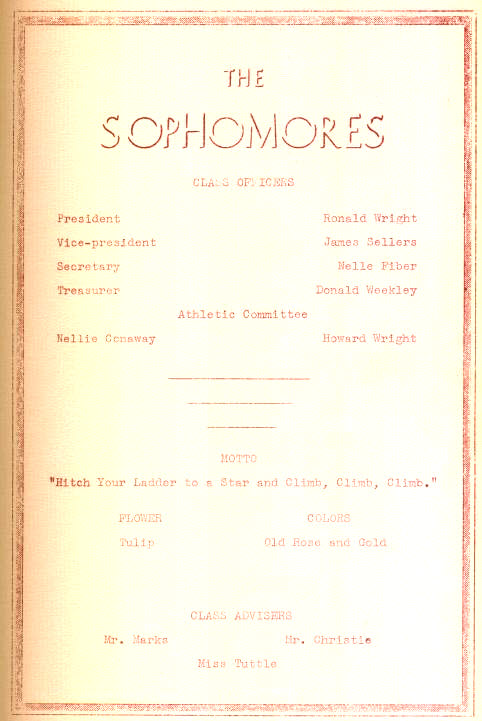 THE
SOPHOMORES
CLASS OFFICERS
President Ronald Wright
Vice-president James Sellers
Secretary Nelle Fiber
Treasurer Donald Weekley
Athletic Committee
Nellie Conaway Howard Wright
MOTTO
"Hitch Your Ladder to a Star and Climb, Climb, Climb."
FLOWER COLORS
Tulip Old Rose and Gold
CLASS ADVISERS
Mr. Marks Mr. Christie
Miss Tuttle